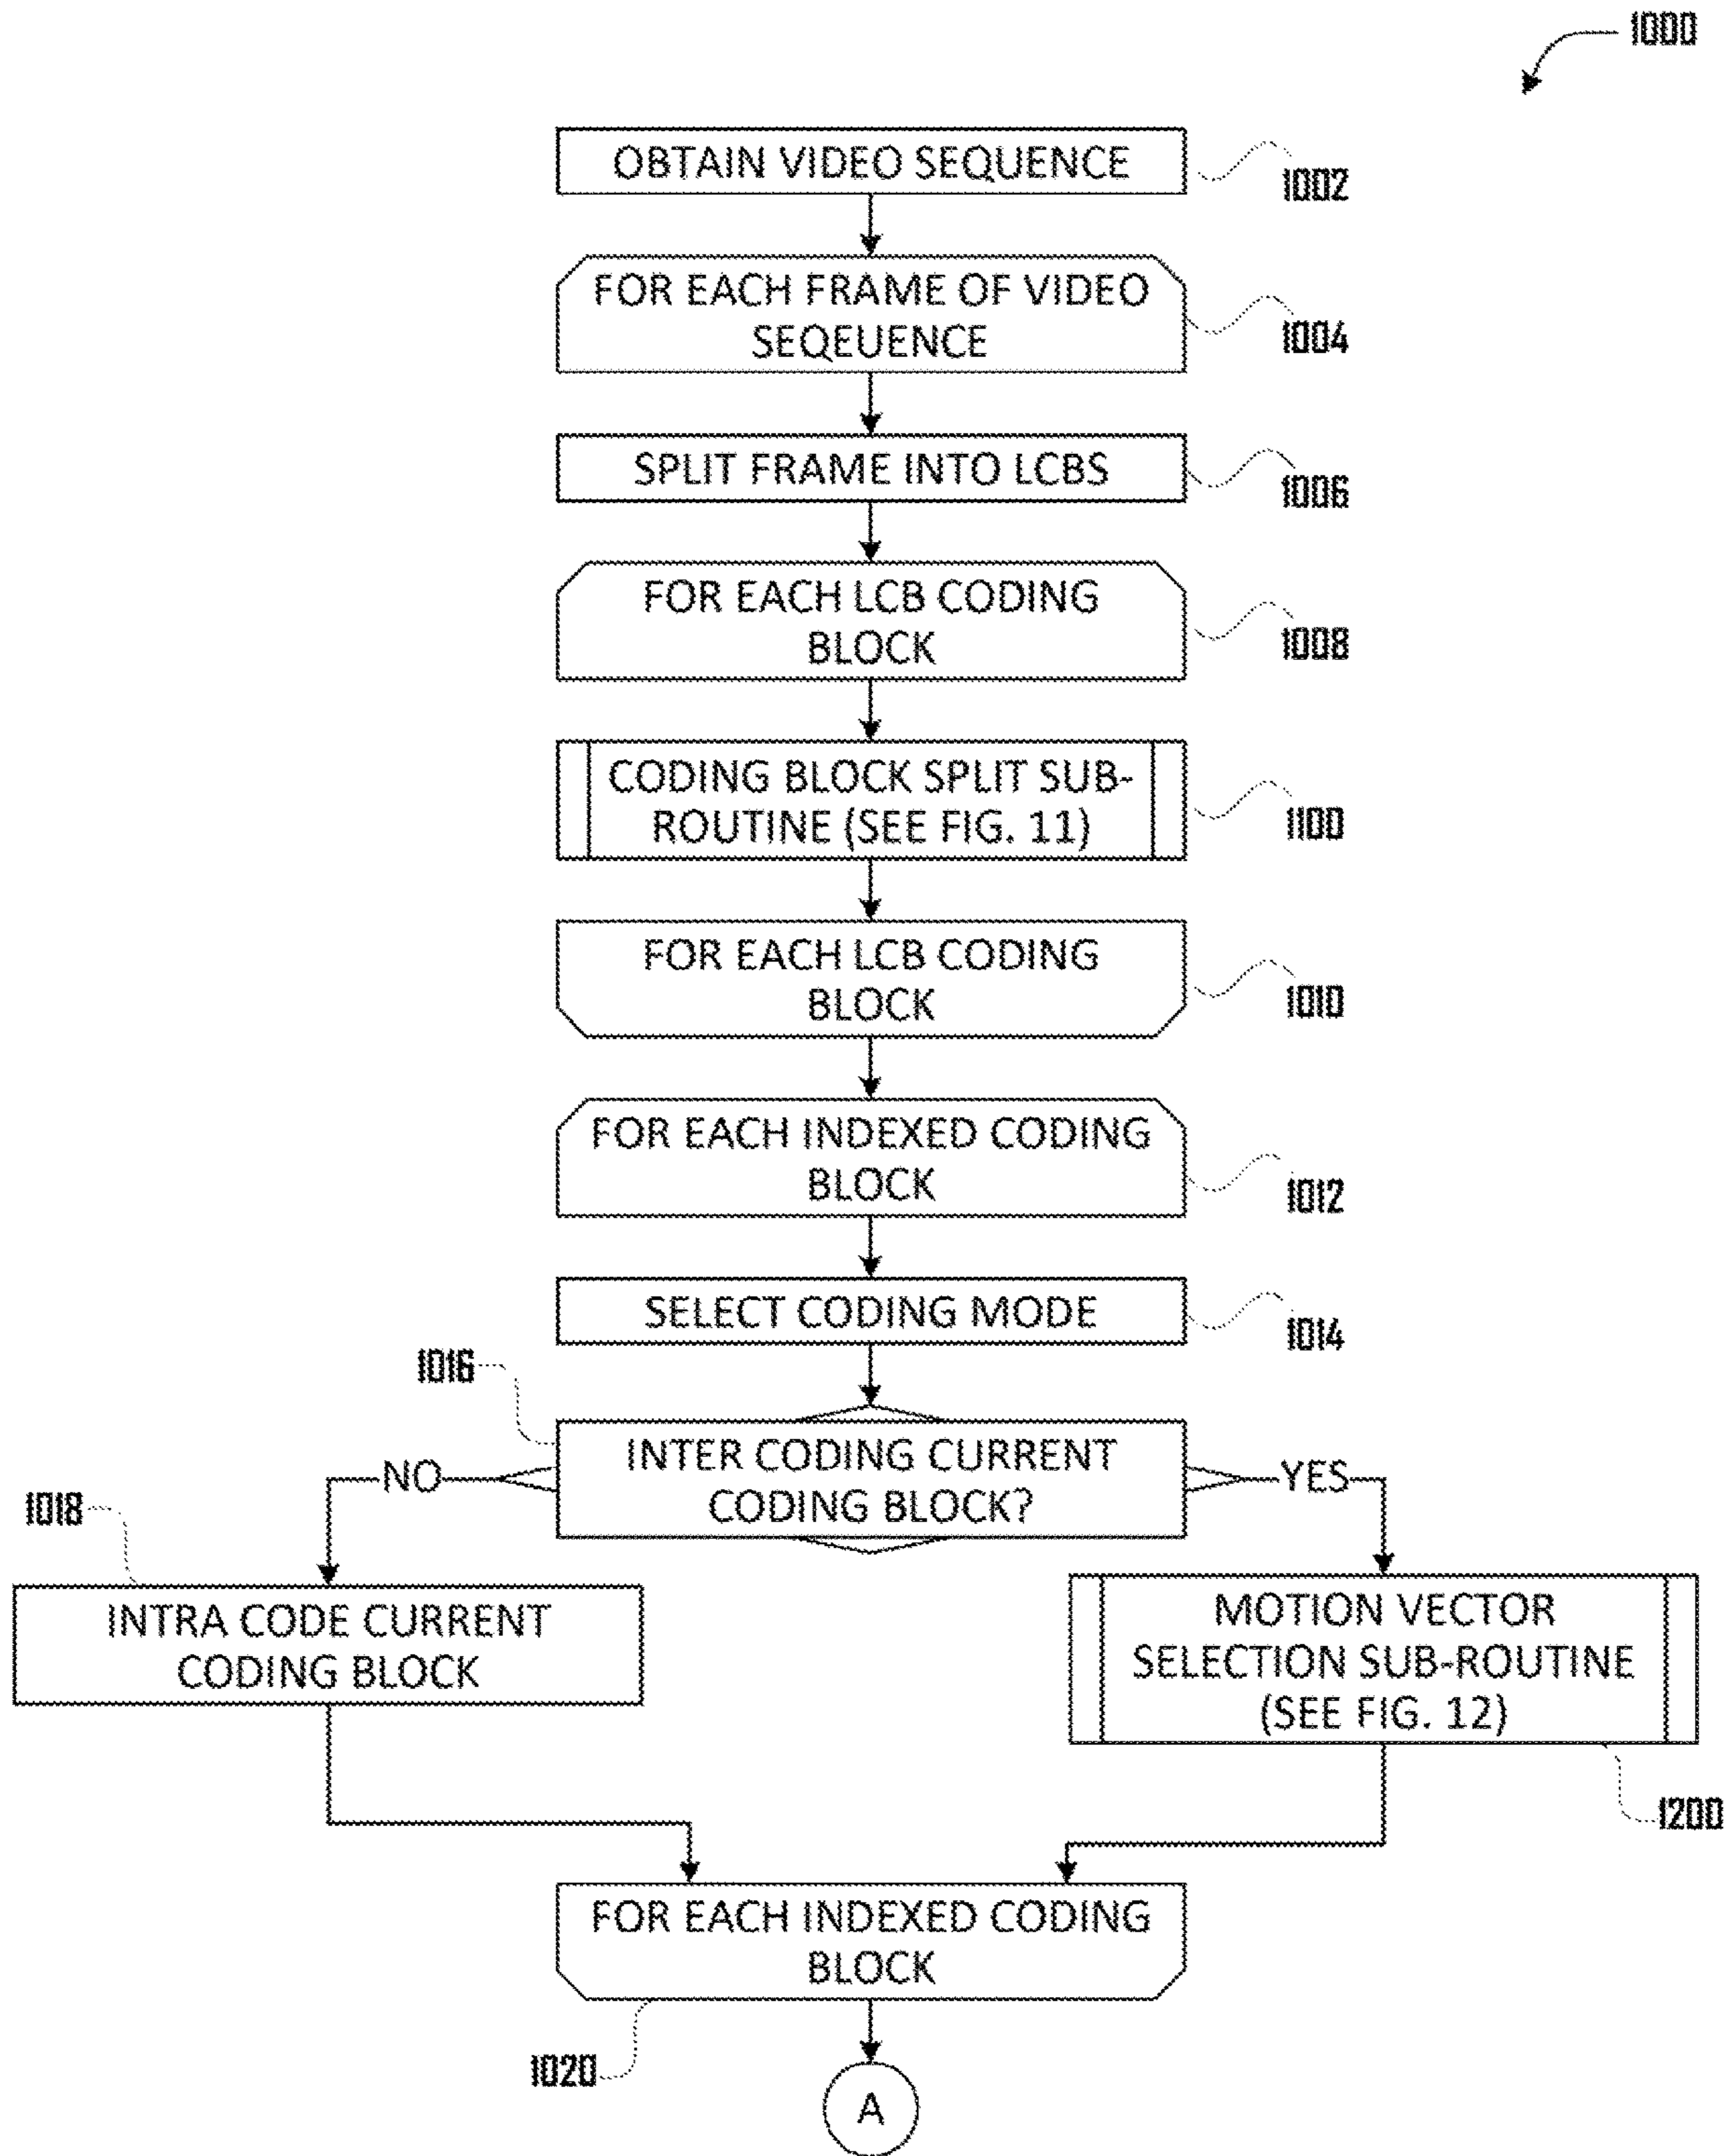 1000
OBTAIN VIDEO SEQUENCE
1002
FOR EACH FRAME OF VIDEO
SEQEUENCE
1004
SPLIT FRAME INTO LCBS
1006
FOR EACH LCB CODING
BLOCK
1008
CODING BLOCK SPLIT SUB-
ROUTINE (SEE FIG. 11)
1100
FOR EACH LCB CODING
BLOCK
1010
FOR EACH INDEXED CODING
BLOCK
1012
SELECT CODING MODE
1014
1016
INTER CODING CURRENT
CODING BLOCK?
NO
YES
1018
INTRA CODE CURRENT
CODING BLOCK
MOTION VECTOR
SELECTION SUB-ROUTINE
(SEE FIG. 12)
1200
FOR EACH INDEXED CODING
BLOCK
1020
A